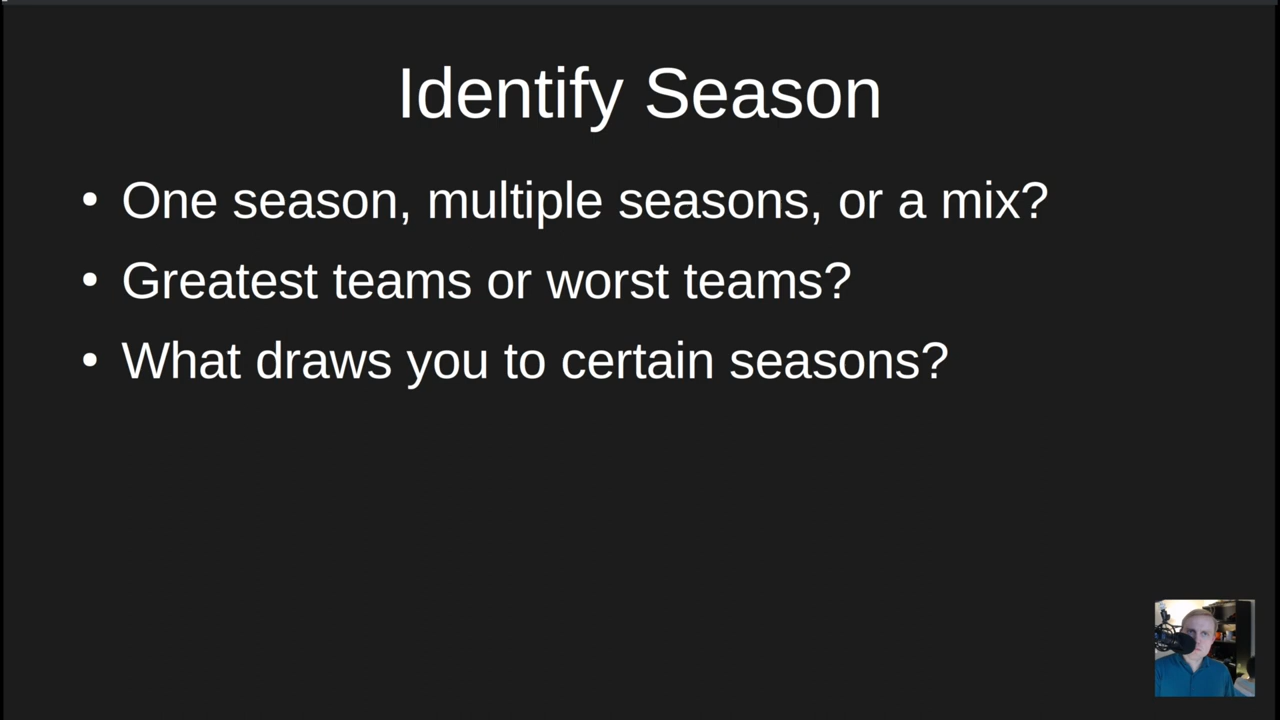 Identify Season
• One season, multiple seasons, or a mix?
• Greatest teams or worst teams?
• What draws you to certain seasons?